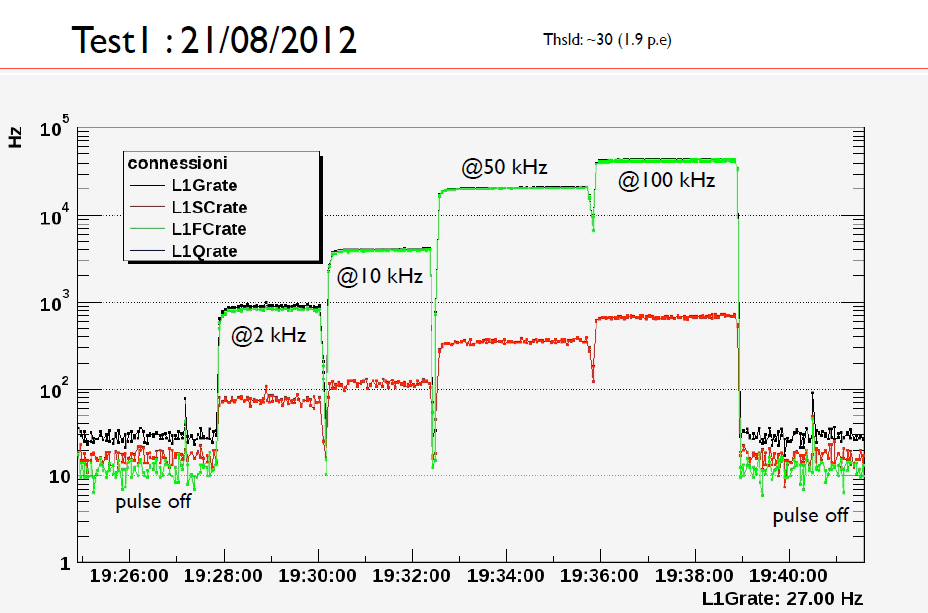 Test1 : 21/08/2012
Thsld: ~30 (1.9 p.e)
Hz
10^5
connessioni
L1Grate
L1SCrate
L1FCrate
L1Qrate
@50 kHz
@100 kHz
10^4
@10 kHz
10^3
@2 kHz
10^2
10
pulse off
pulse off
1
19:26:00 19:28:00 19:30:00 19:32:00 19:34:00 19:36:00 19:38:00 19:40:00
L1Grate: 27.00 Hz